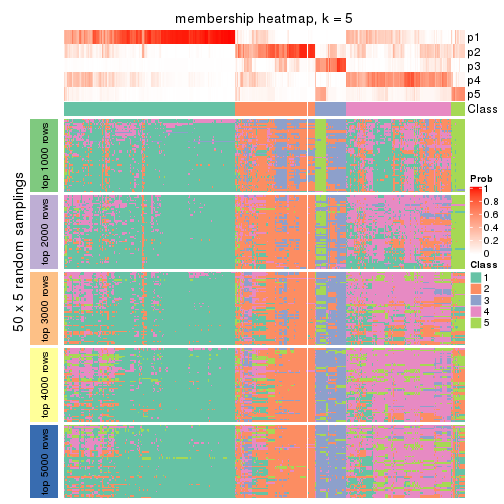 membership heatmap, k = 5
p1
p2
p3
p4
p5
Class
50 x 5 random samplings
top 1000 rows
top 2000 rows
top 3000 rows
top 4000 rows
top 5000 rows
Prob
1
0.8
0.6
0.4
0.2
0
Class
1
2
3
4
5